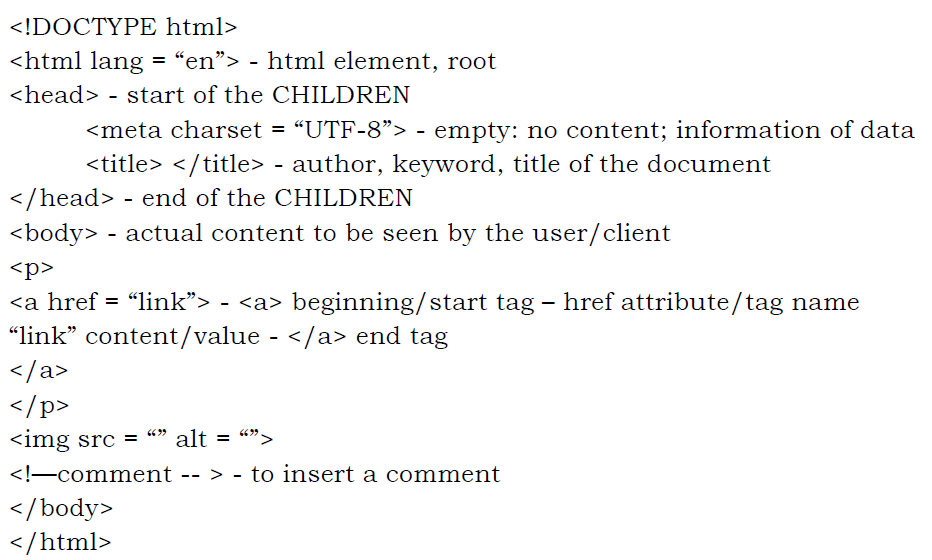 <!DOCTYPE html>
<html lang = “en”> - html element, root
<head> - start of the CHILDREN
<meta charset = “UTF-8”> - empty: no content; information of data
<title> </title> - author, keyword, title of the document
</head> - end of the CHILDREN
<body> - actual content to be seen by the user/client
<p>
<a href = “link”> - <a> beginning/start tag – href attribute/tag name
“link” content/value - </a> end tag
</a>
</p>
<img src = “” alt = “”>
<!—comment -- > - to insert a comment
</body>
</html>